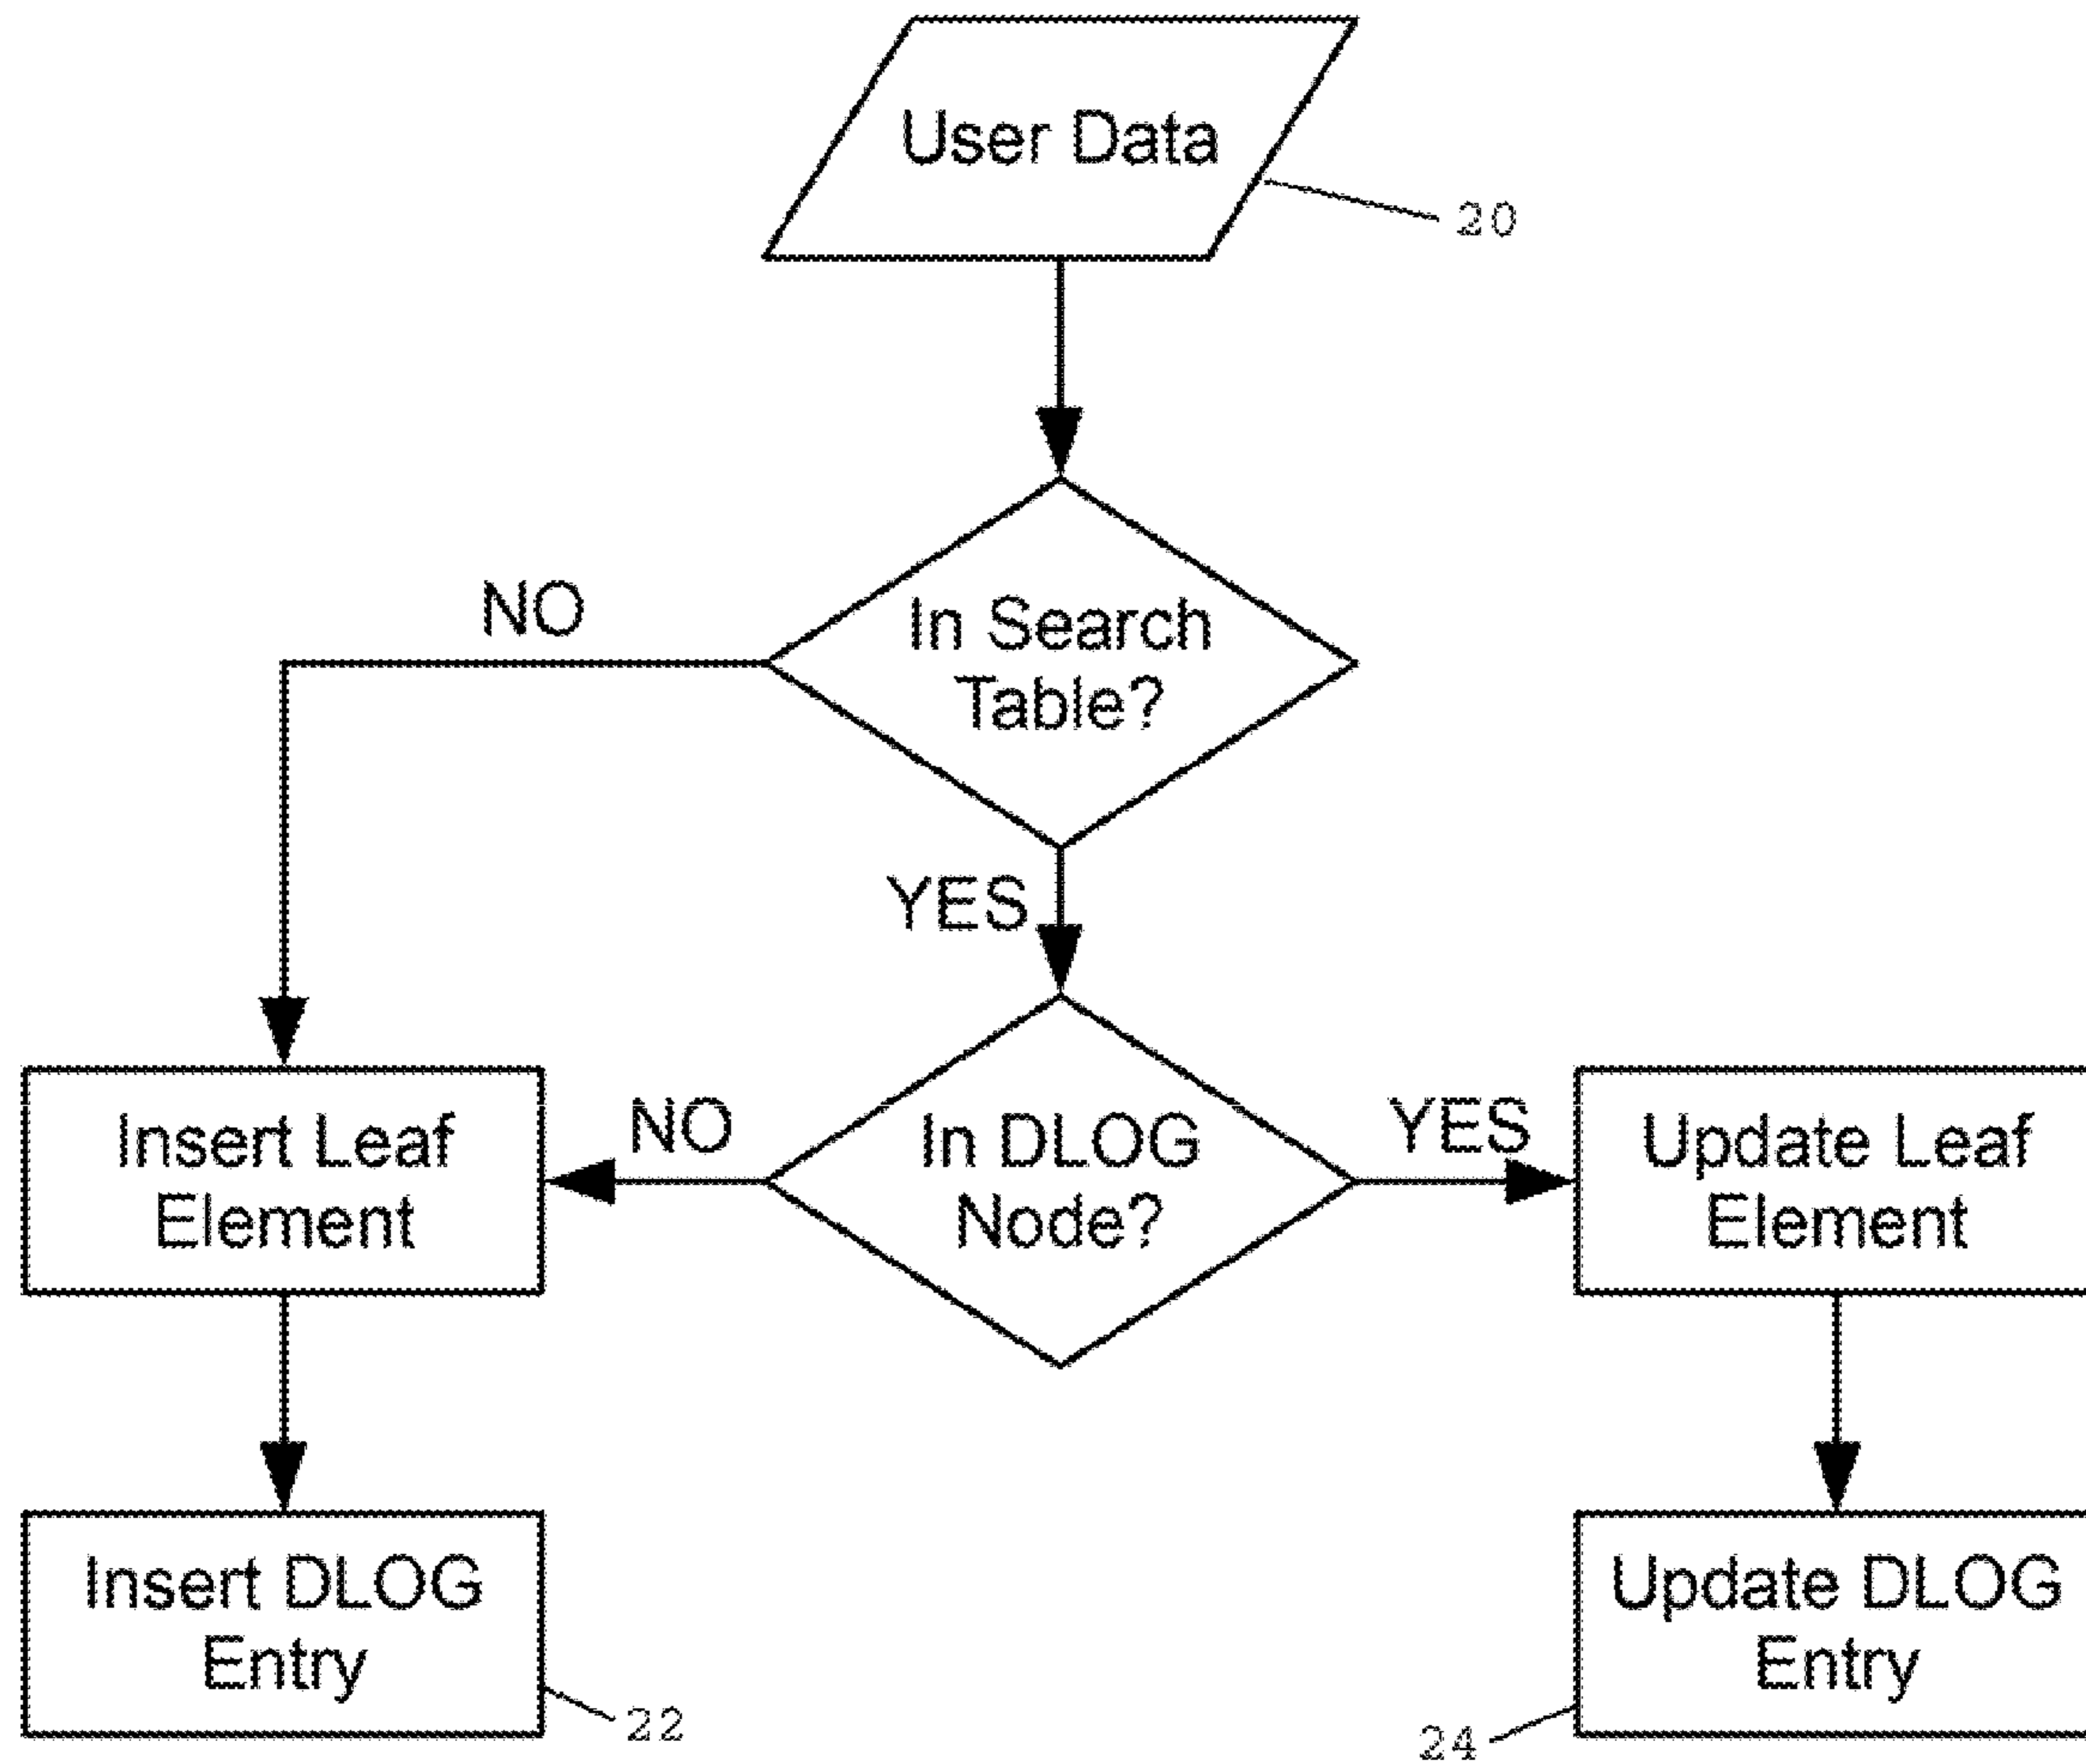 User Data
20
NO
In Search
Table?
YES
Insert Leaf
Element
NO
In DLOG
Node?
YES
Update Leaf
Element
Insert DLOG
Entry
22
Update DLOG
Entry
24